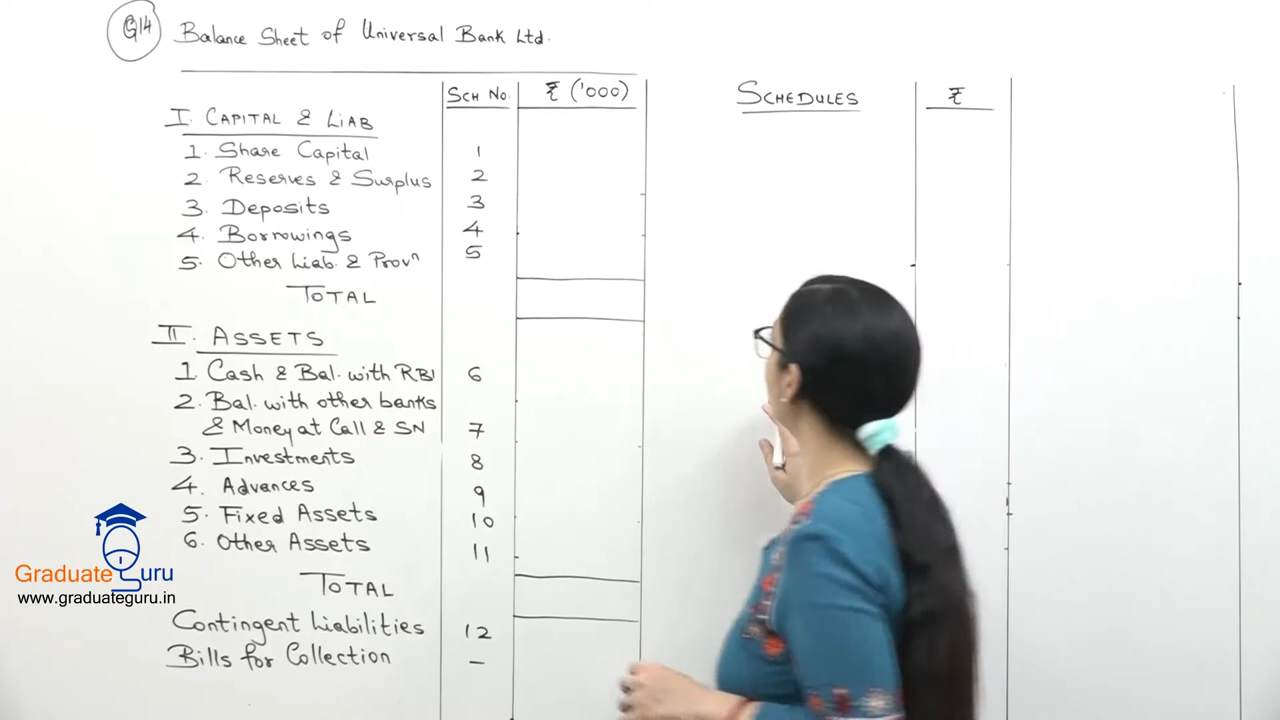 Q14 Balance Sheet of Universal Bank Ltd.
SCH No. ₹ ('000)
I. CAPITAL & LIAB
1. Share Capital 1
2. Reserves & Surplus 2
3. Deposits 3
4. Borrowings 4
5. Other Liab. & Provⁿ 5
TOTAL
II. ASSETS
1. Cash & Bal. with RBI 6
2. Bal. with other banks
& Money at Call & SN 7
3. Investments 8
4. Advances 9
5. Fixed Assets 10
6. Other Assets 11
TOTAL
Contingent Liabilities 12
Bills for Collection –
SCHEDULES ₹
Graduate Guru
www.graduateguru.in